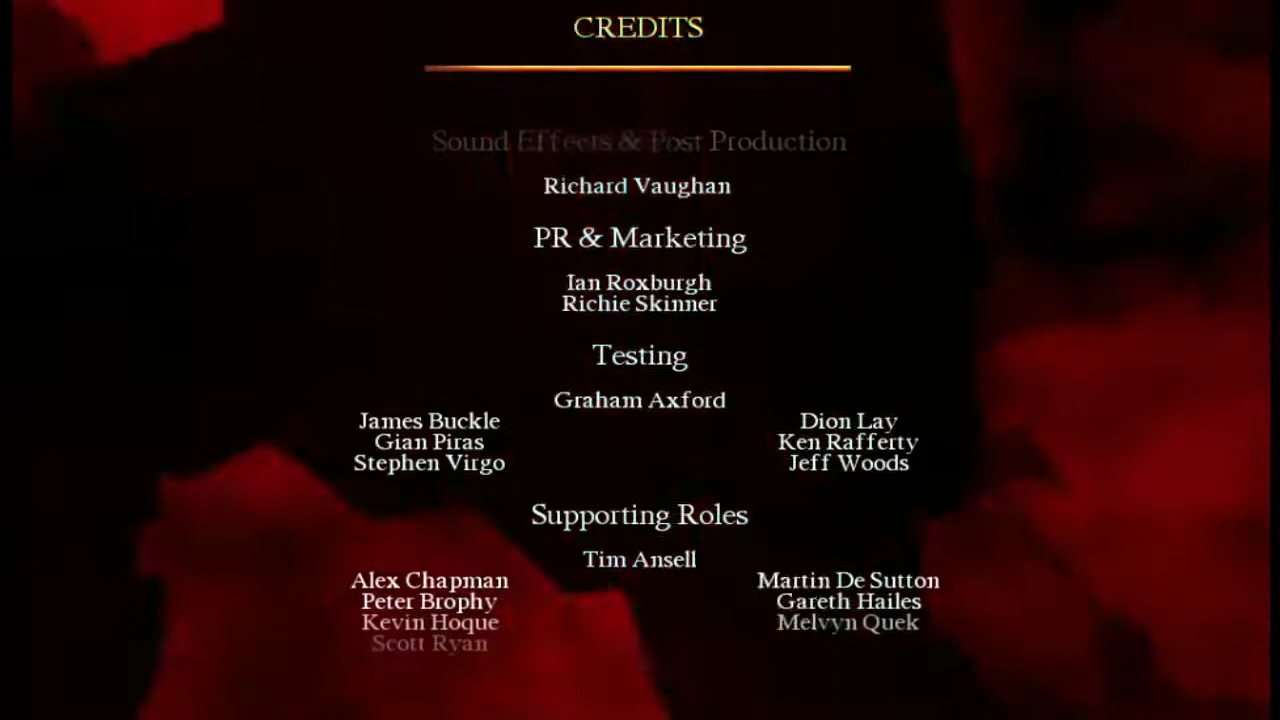 CREDITS
Sound Effects & Post Production
Richard Vaughan
PR & Marketing
Ian Roxburgh
Richie Skinner
Testing
Graham Axford
James Buckle
Gian Piras
Stephen Virgo
Dion Lay
Ken Rafferty
Jeff Woods
Supporting Roles
Tim Ansell
Alex Chapman
Peter Brophy
Kevin Hoque
Scott Ryan
Martin De Sutton
Gareth Hailes
Melvyn Quek